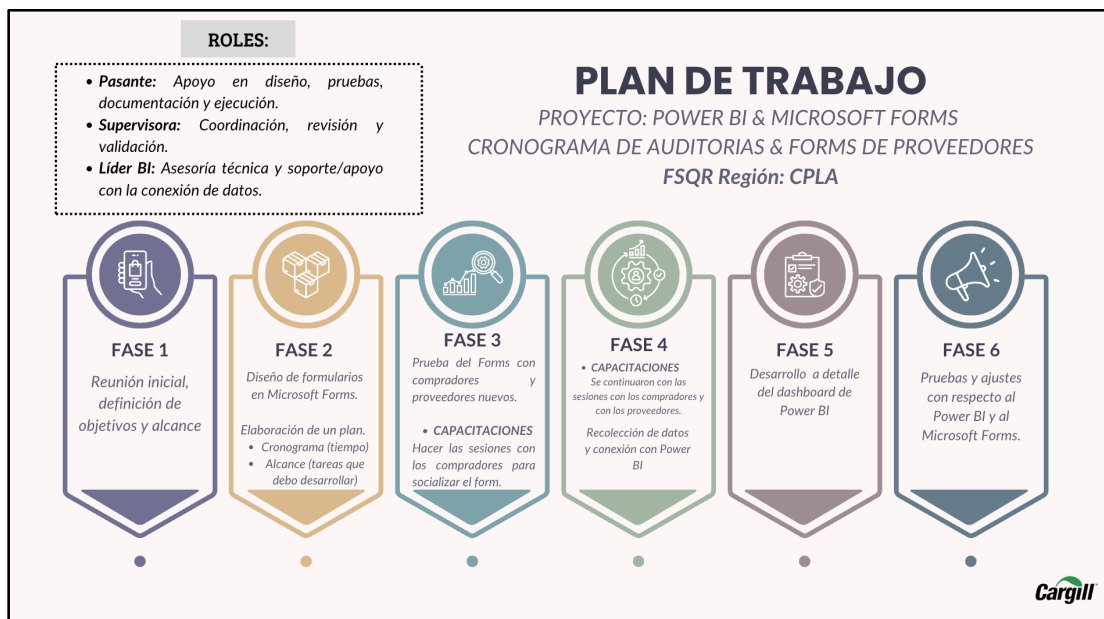 ROLES:
• Pasante: Apoyo en diseño, pruebas,
documentación y ejecución.
• Supervisora: Coordinación, revisión y
validación.
• Líder BI: Asesoría técnica y soporte/apoyo
con la conexión de datos.
PLAN DE TRABAJO
PROYECTO: POWER BI & MICROSOFT FORMS
CRONOGRAMA DE AUDITORIAS & FORMS DE PROVEEDORES
FSQR Región: CPLA
FASE 1
Reunión inicial,
definición de
objetivos y alcance
FASE 2
Diseño de formularios
en Microsoft Forms.
Elaboración de un plan.
• Cronograma (tiempo)
• Alcance (tareas que
debo desarrollar)
FASE 3
Prueba del Forms con
compradores y
proveedores nuevos.
• CAPACITACIONES
Hacer las sesiones con
los compradores para
socializar el form.
FASE 4
• CAPACITACIONES
Se continuaron con las
sesiones con los compradores y
con los proveedores.
Recolección de datos
y conexión con Power
BI
FASE 5
Desarrollo a detalle
del dashboard de
Power BI
FASE 6
Pruebas y ajustes
con respecto al
Power BI y al
Microsoft Forms.
Cargill